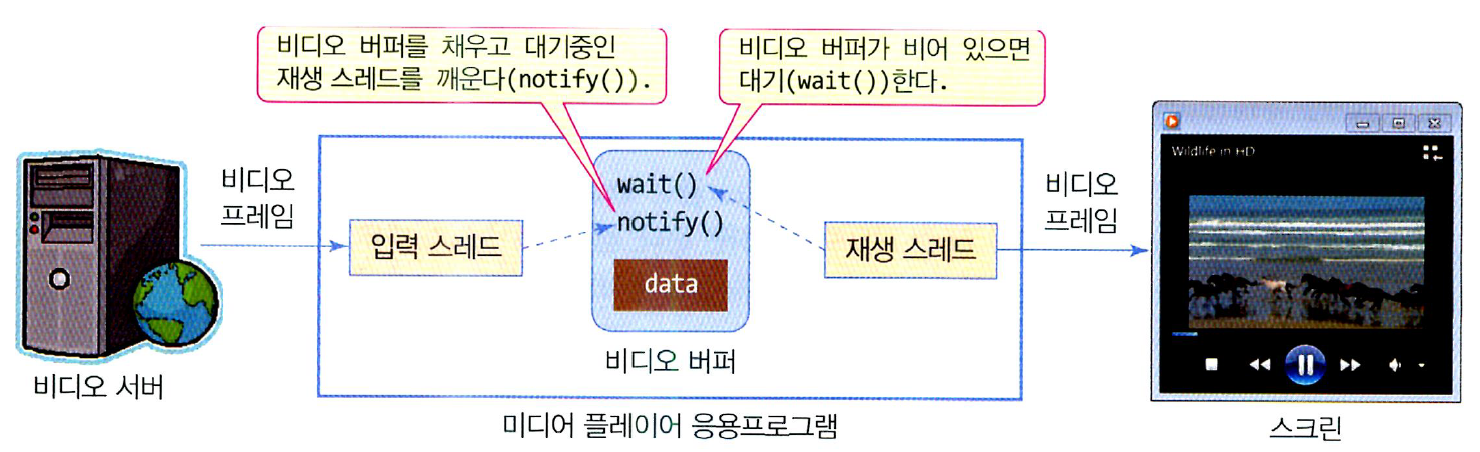 비디오 버퍼를 채우고 대기중인
재생 스레드를 깨운다(notify()).
비디오 버퍼가 비어 있으면
대기(wait())한다.
비디오
프레임
입력 스레드
wait()
notify()
data
재생 스레드
비디오
프레임
Wildlife in HD
비디오 서버
비디오 버퍼
미디어 플레이어 응용프로그램
스크린